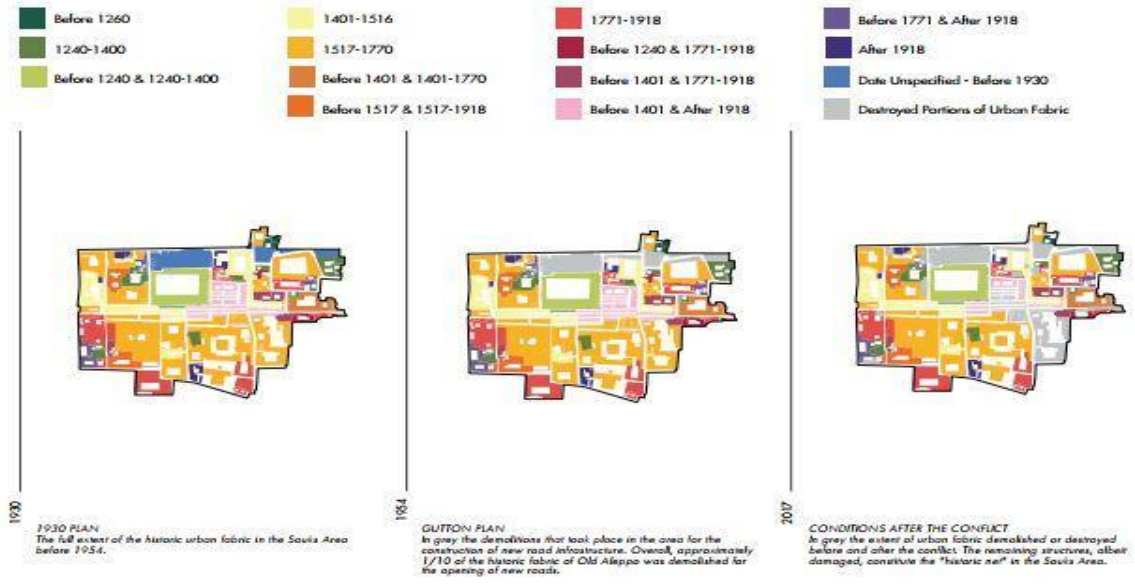 Before 1260
1240-1400
Before 1240 & 1240-1400
1401-1516
1517-1770
Before 1401 & 1401-1770
Before 1517 & 1517-1918
1771-1918
Before 1240 & 1771-1918
Before 1401 & 1771-1918
Before 1401 & After 1918
Before 1771 & After 1918
After 1918
Date Unspecified - Before 1930
Destroyed Portions of Urban Fabric
1930
1930 PLAN
The full extent of the historic urban fabric in the Souks Area
before 1954.
1954
GUTTON PLAN
In grey the demolitions that took place in the area for the
construction of new road infrastructure. Overall, approximately
1/10 of the historic fabric of Old Aleppo was demolished for
the opening of new roads.
2017
CONDITIONS AFTER THE CONFLICT
In grey the extent of urban fabric demolished or destroyed
before and after the conflict. The remaining structures, albeit
damaged, constitute the "historic net" in the Souks Area.